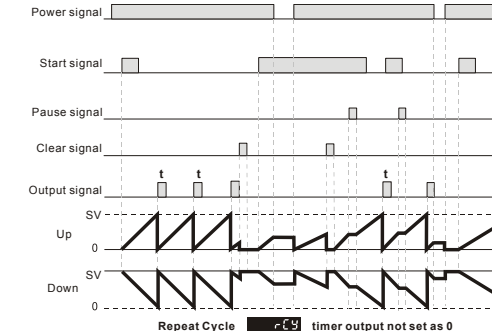 Power signal
Start signal
Pause signal
Clear signal
t t t
Output signal
SV
Up
0
SV
Down
0
Repeat Cycle rCY timer output not set as 0